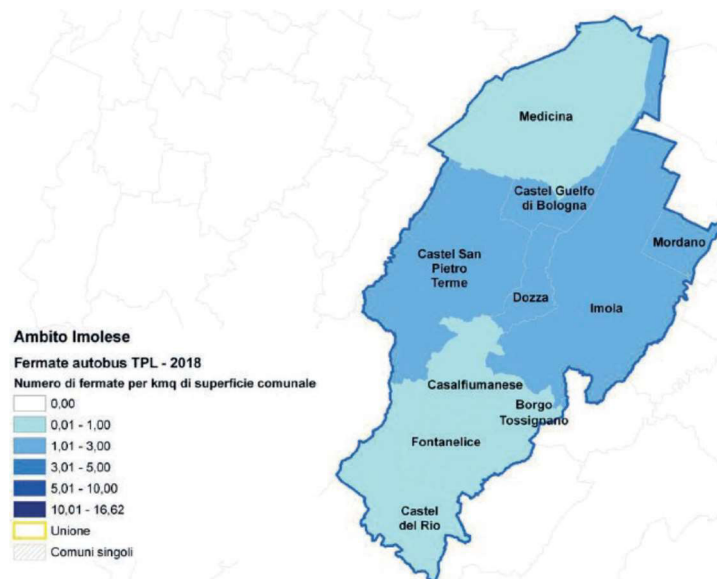 Medicina
Castel Guelfo
di Bologna
Mordano
Castel San
Pietro
Terme
Dozza
Imola
Casalfiumanese
Borgo
Tossignano
Fontanelice
Castel
del Rio
Ambito Imolese
Fermate autobus TPL - 2018
Numero di fermate per kmq di superficie comunale
0,00
0,01 - 1,00
1,01 - 3,00
3,01 - 5,00
5,01 - 10,00
10,01 - 16,62
Unione
Comuni singoli